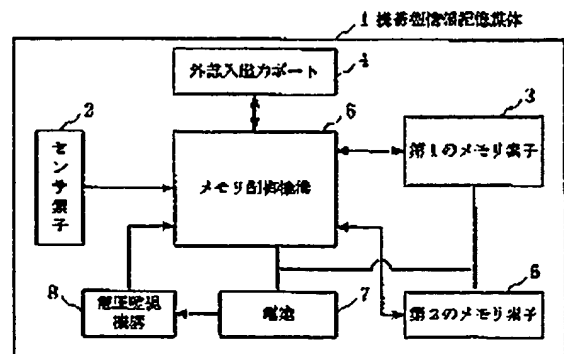 1 携帯型情報記憶媒体
外部入出力ポート
4
2
センサ素子
6
メモリ制御機構
3
第1のメモリ素子
8
電圧監視
機構
電池
7
5
第2のメモリ素子